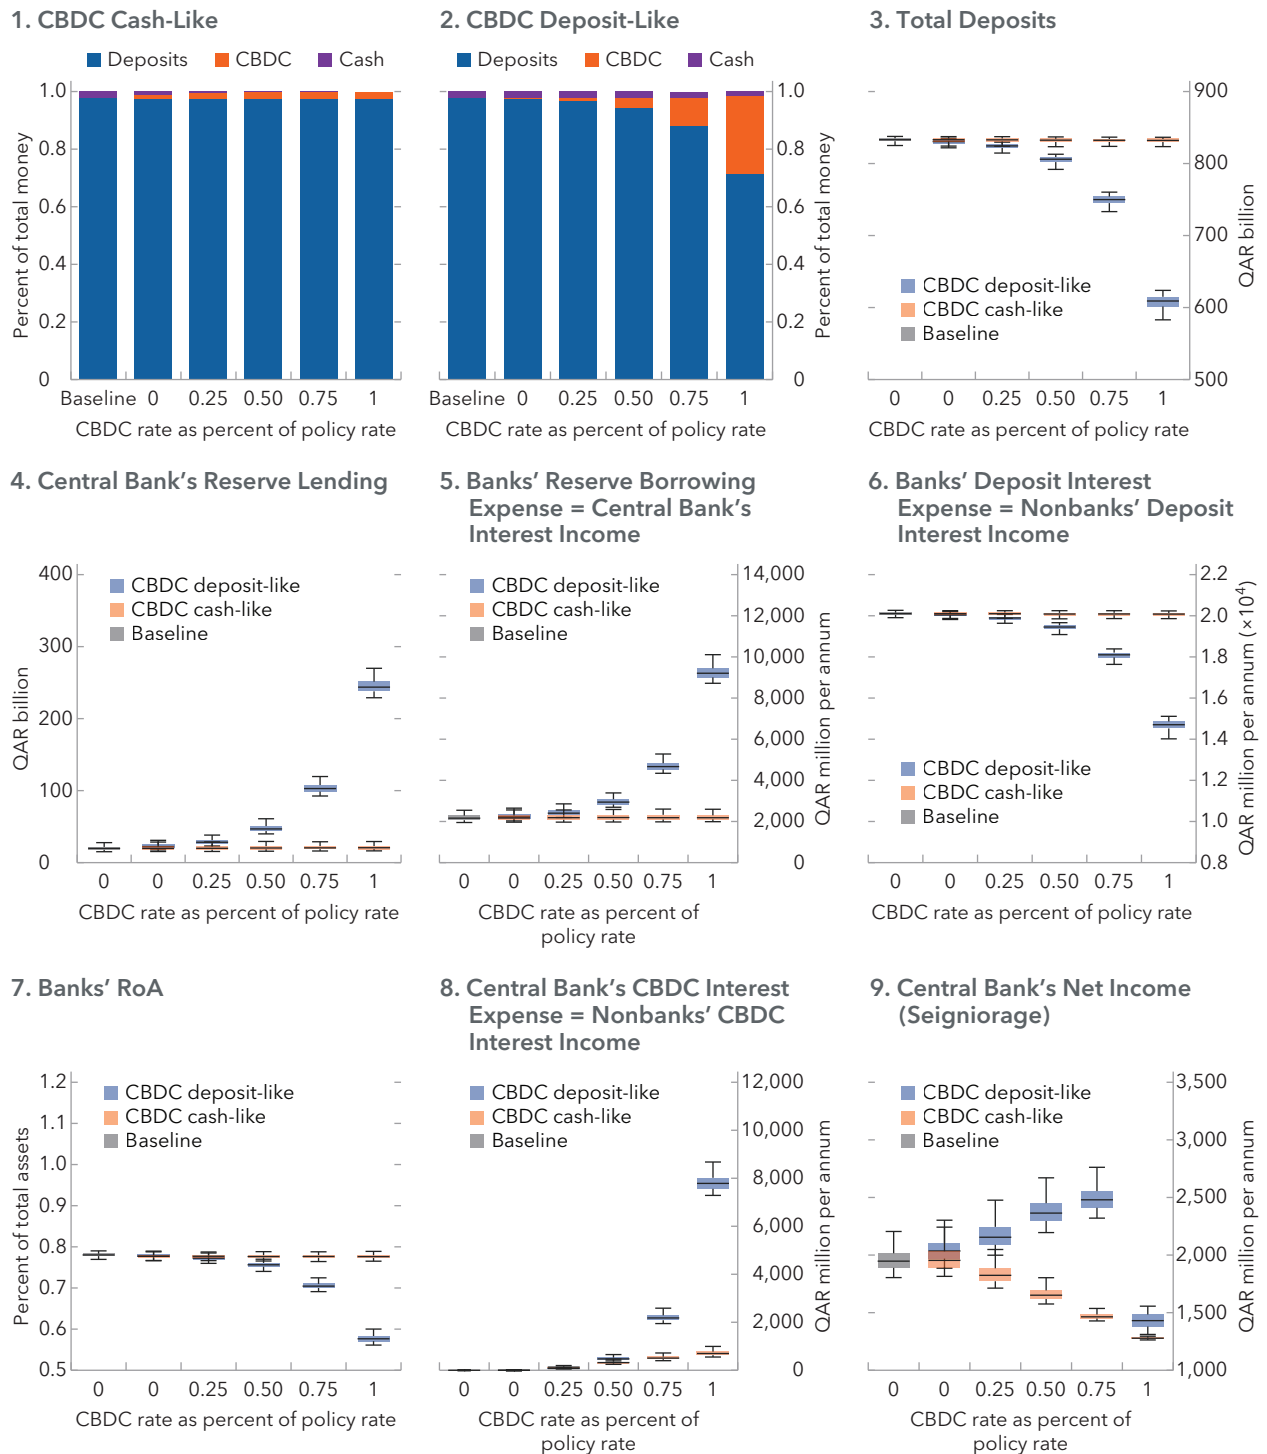 1. CBDC Cash-Like
Deposits CBDC Cash
Percent of total money
1.0
0.8
0.6
0.4
0.2
0
Baseline 0 0.25 0.50 0.75 1
CBDC rate as percent of policy rate
2. CBDC Deposit-Like
Deposits CBDC Cash
1.0
0.8
0.6
0.4
0.2
0
Percent of total money
Baseline 0 0.25 0.50 0.75 1
CBDC rate as percent of policy rate
3. Total Deposits
900
800
700
600
500
QAR billion
CBDC deposit-like
CBDC cash-like
Baseline
0 0 0.25 0.50 0.75 1
CBDC rate as percent of policy rate
4. Central Bank's Reserve Lending
QAR billion
400
300
200
100
0
CBDC deposit-like
CBDC cash-like
Baseline
0 0 0.25 0.50 0.75 1
CBDC rate as percent of policy rate
5. Banks' Reserve Borrowing
Expense = Central Bank's
Interest Income
CBDC deposit-like
CBDC cash-like
Baseline
14,000
12,000
10,000
8,000
6,000
4,000
2,000
0
QAR million per annum
0 0 0.25 0.50 0.75 1
CBDC rate as percent of
policy rate
6. Banks' Deposit Interest
Expense = Nonbanks' Deposit
Interest Income
2.2
2.0
1.8
1.6
1.4
1.2
1.0
0.8
QAR million per annum (×10⁴)
CBDC deposit-like
CBDC cash-like
Baseline
0 0 0.25 0.50 0.75 1
CBDC rate as percent of policy rate
7. Banks' RoA
Percent of total assets
1.2
1.1
1.0
0.9
0.8
0.7
0.6
0.5
CBDC deposit-like
CBDC cash-like
Baseline
0 0 0.25 0.50 0.75 1
CBDC rate as percent of policy rate
8. Central Bank's CBDC Interest
Expense = Nonbanks' CBDC
Interest Income
CBDC deposit-like
CBDC cash-like
Baseline
12,000
10,000
8,000
6,000
4,000
2,000
0
QAR million per annum
0 0 0.25 0.50 0.75 1
CBDC rate as percent of
policy rate
9. Central Bank's Net Income
(Seigniorage)
CBDC deposit-like
CBDC cash-like
Baseline
3,500
3,000
2,500
2,000
1,500
1,000
QAR million per annum
0 0 0.25 0.50 0.75 1
CBDC rate as percent of
policy rate